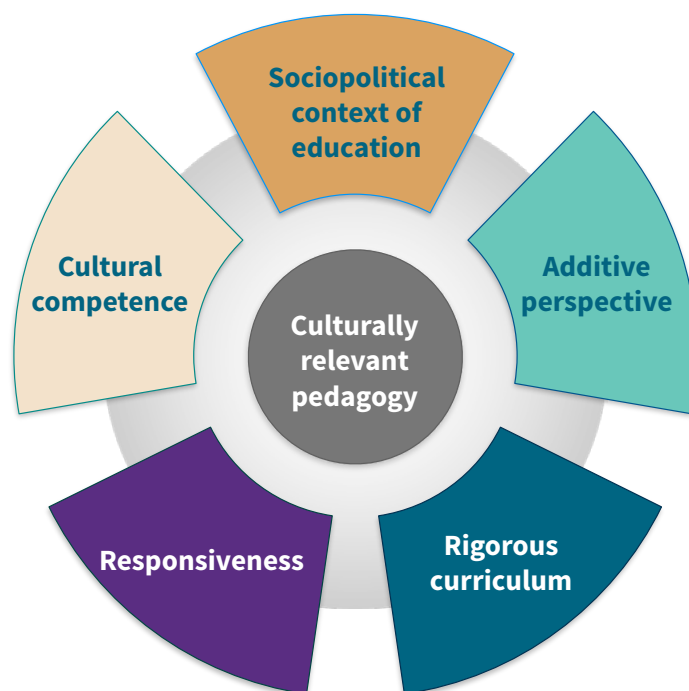 Sociopolitical
context of
education
Additive
perspective
Rigorous
curriculum
Responsiveness
Cultural
competence
Culturally
relevant
pedagogy